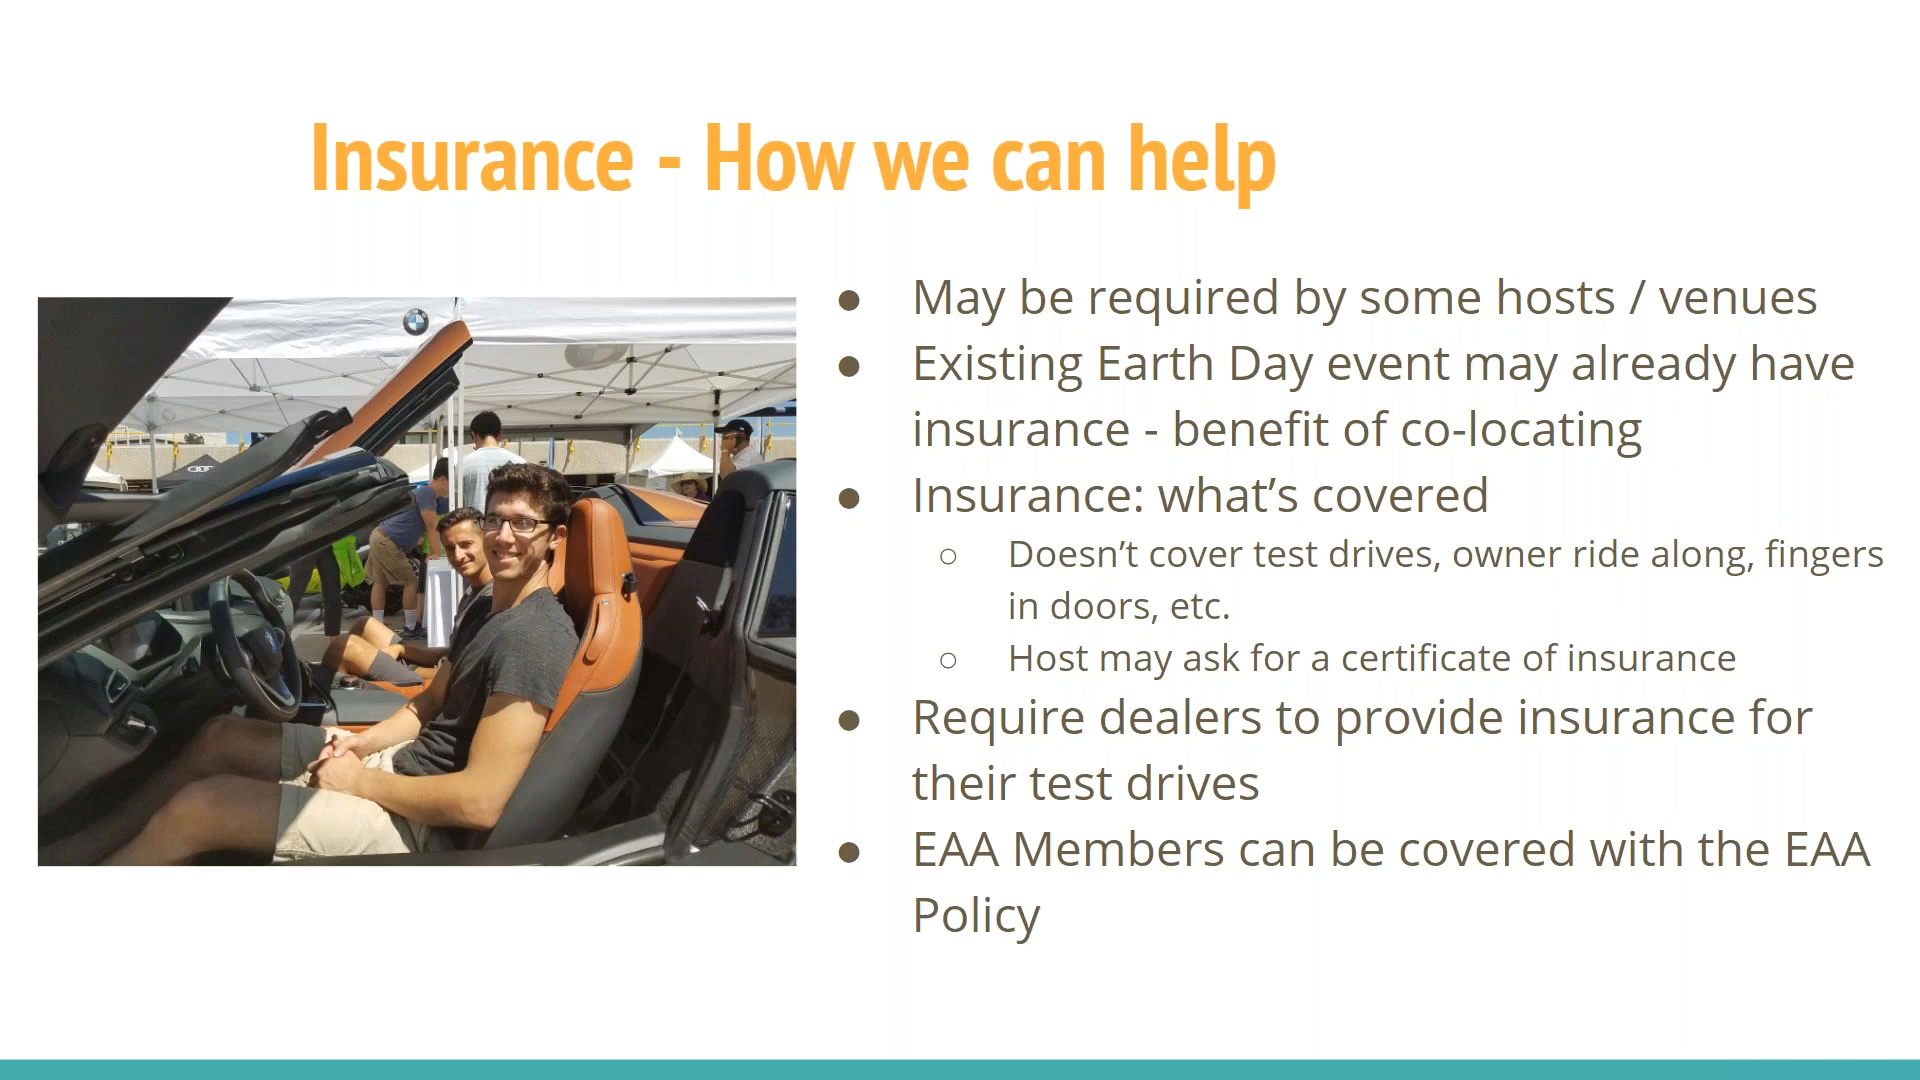 Insurance - How we can help
● May be required by some hosts / venues
● Existing Earth Day event may already have
insurance - benefit of co-locating
● Insurance: what’s covered
○ Doesn’t cover test drives, owner ride along, fingers
in doors, etc.
○ Host may ask for a certificate of insurance
● Require dealers to provide insurance for
their test drives
● EAA Members can be covered with the EAA
Policy